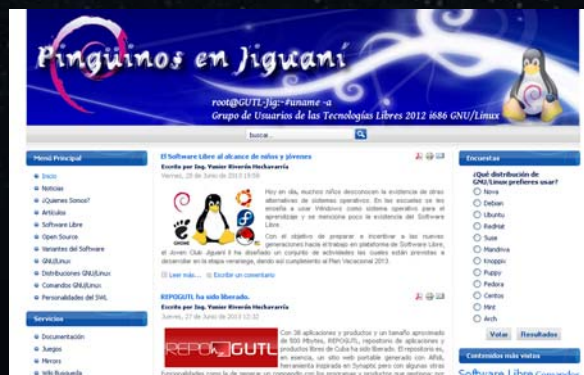 Pingüinos en Jiguaní
root@GUTL-Jig:~#uname -a
Grupo de Usuarios de las Tecnologías Libres 2012 i686 GNU/Linux
busca...
Menú Principal
Inicio
Noticias
¿Quienes Somos?
Artículos
Software Libre
Open Source
Variantes del Software
GNU/Linux
Distribuciones GNU/Linux
Comandos GNU/Linux
Personalidades del SWL
Servicios
Documentación
Juegos
Mirrors
Wiki Busqueda
El Software Libre al alcance de niños y jóvenes
Escrito por Ing. Yunier Riverón Hechavarría
Viernes, 28 de Junio de 2013 19:56
Hoy en día, muchos niños desconocen la existencia de otras
alternativas de sistemas operativos. En las escuelas se les
enseña a usar Windows como sistema operativo para el
aprendizaje y se menciona poco la existencia del Software
Libre.
Con el objetivo de preparar e incentivar a las nuevas
generaciones hacia el trabajo en plataforma de Software Libre,
el Joven Club Jiguaní II ha diseñado un conjunto de actividades las cuales están previstas a
desarrollar en la etapa veraniega, dando así cumplimiento al Plan Vacacional 2013.
Leer más...
Escribir un comentario
REPOGUTL ha sido liberado.
Escrito por Ing. Yunier Riverón Hechavarría
Jueves, 27 de Junio de 2013 12:32
REPOGUTL
Con 38 aplicaciones y productos y un tamaño aproximado
de 500 Mbytes, REPOGUTL, repositorio de aplicaciones y
productos libres de Cuba ha sido liberado. El repositorio es,
en esencia, un sitio web portable generado con
herramienta inspirada en Synaptic pero con algunas otras
Encuestas
¿Qué distribución de
GNU/Linux prefieres usar?
Nova
Debian
Ubuntu
RedHat
Suse
Mandriva
Knoppix
Puppy
Fedora
Centos
Mint
Arch
Votar
Resultados
Contenidos más vistos
Software Libre Comandos